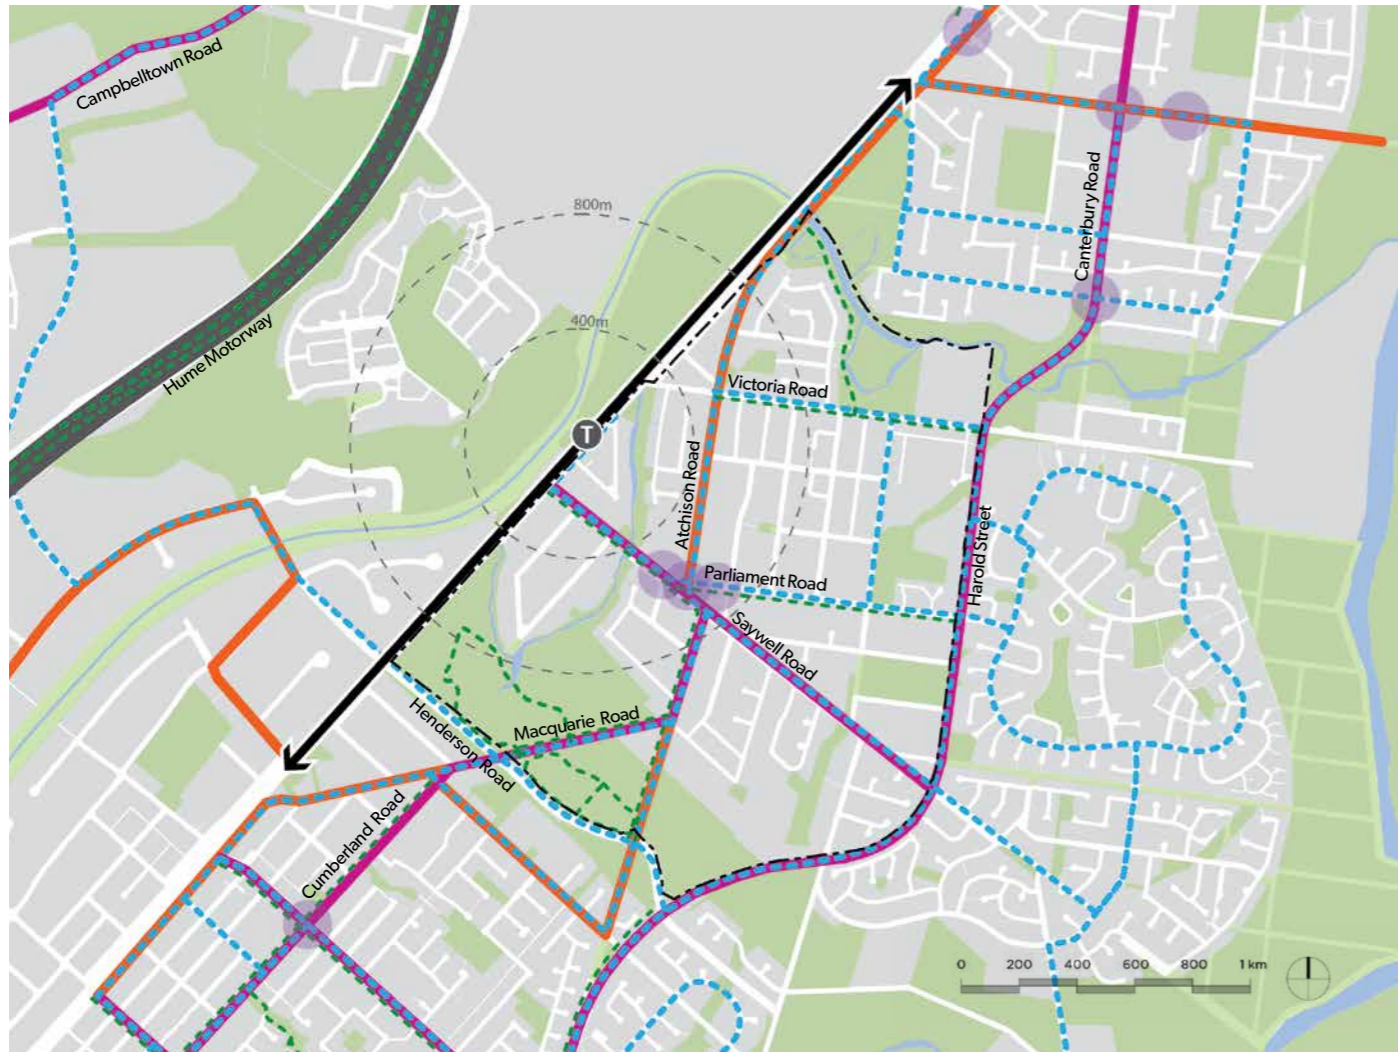 Campbelltown Road
Hume Motorway
800m
400m
T
Canterbury Road
Victoria Road
Atchison Road
Harold Street
Parliament Road
Saywell Road
Macquarie Road
Henderson Road
Cumberland Road
0 200 400 600 800 1 km